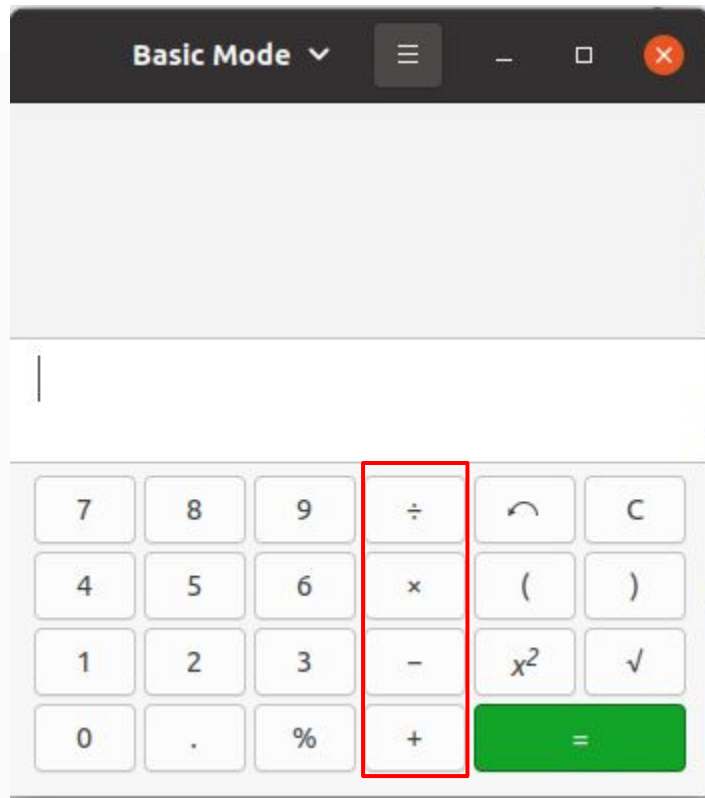 Basic Mode
7 8 9 ÷ ↶ C
4 5 6 × ( )
1 2 3 − x² √
0 . % + =